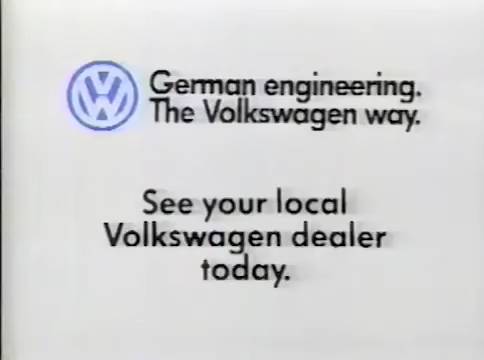 German engineering.
The Volkswagen way.
See your local
Volkswagen dealer
today.